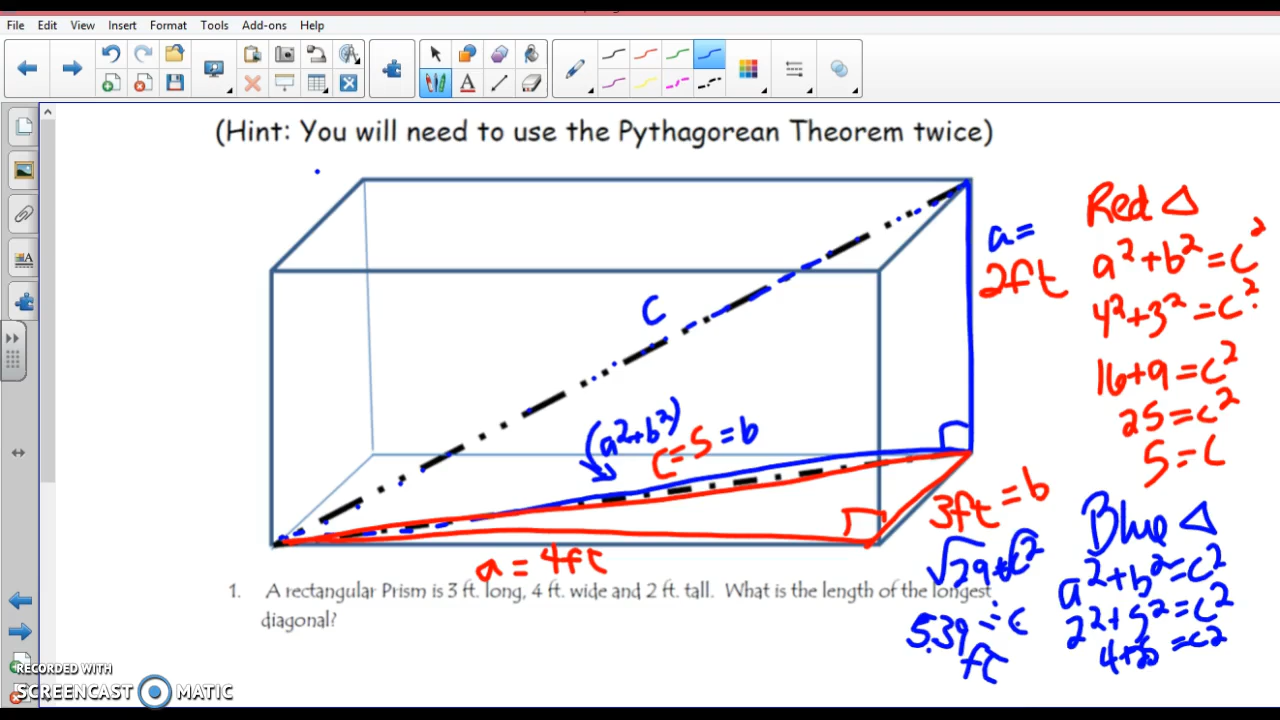 File Edit View Insert Format Tools Add-ons Help
(Hint: You will need to use the Pythagorean Theorem twice)
a=
2ft
C
(a²+b²)
C=5 =b
3ft =b
a = 4ft
Red △
a²+b²=c²
4²+3²=c²
16+9=c²
25=c²
5=c
Blue △
a²+b²=c²
2²+5²=c²
=c²
1. A rectangular Prism is 3 ft. long, 4 ft. wide and 2 ft. tall. What is the length of the longest
diagonal?
5.39
ft
RECORDED WITH
SCREENCAST MATIC